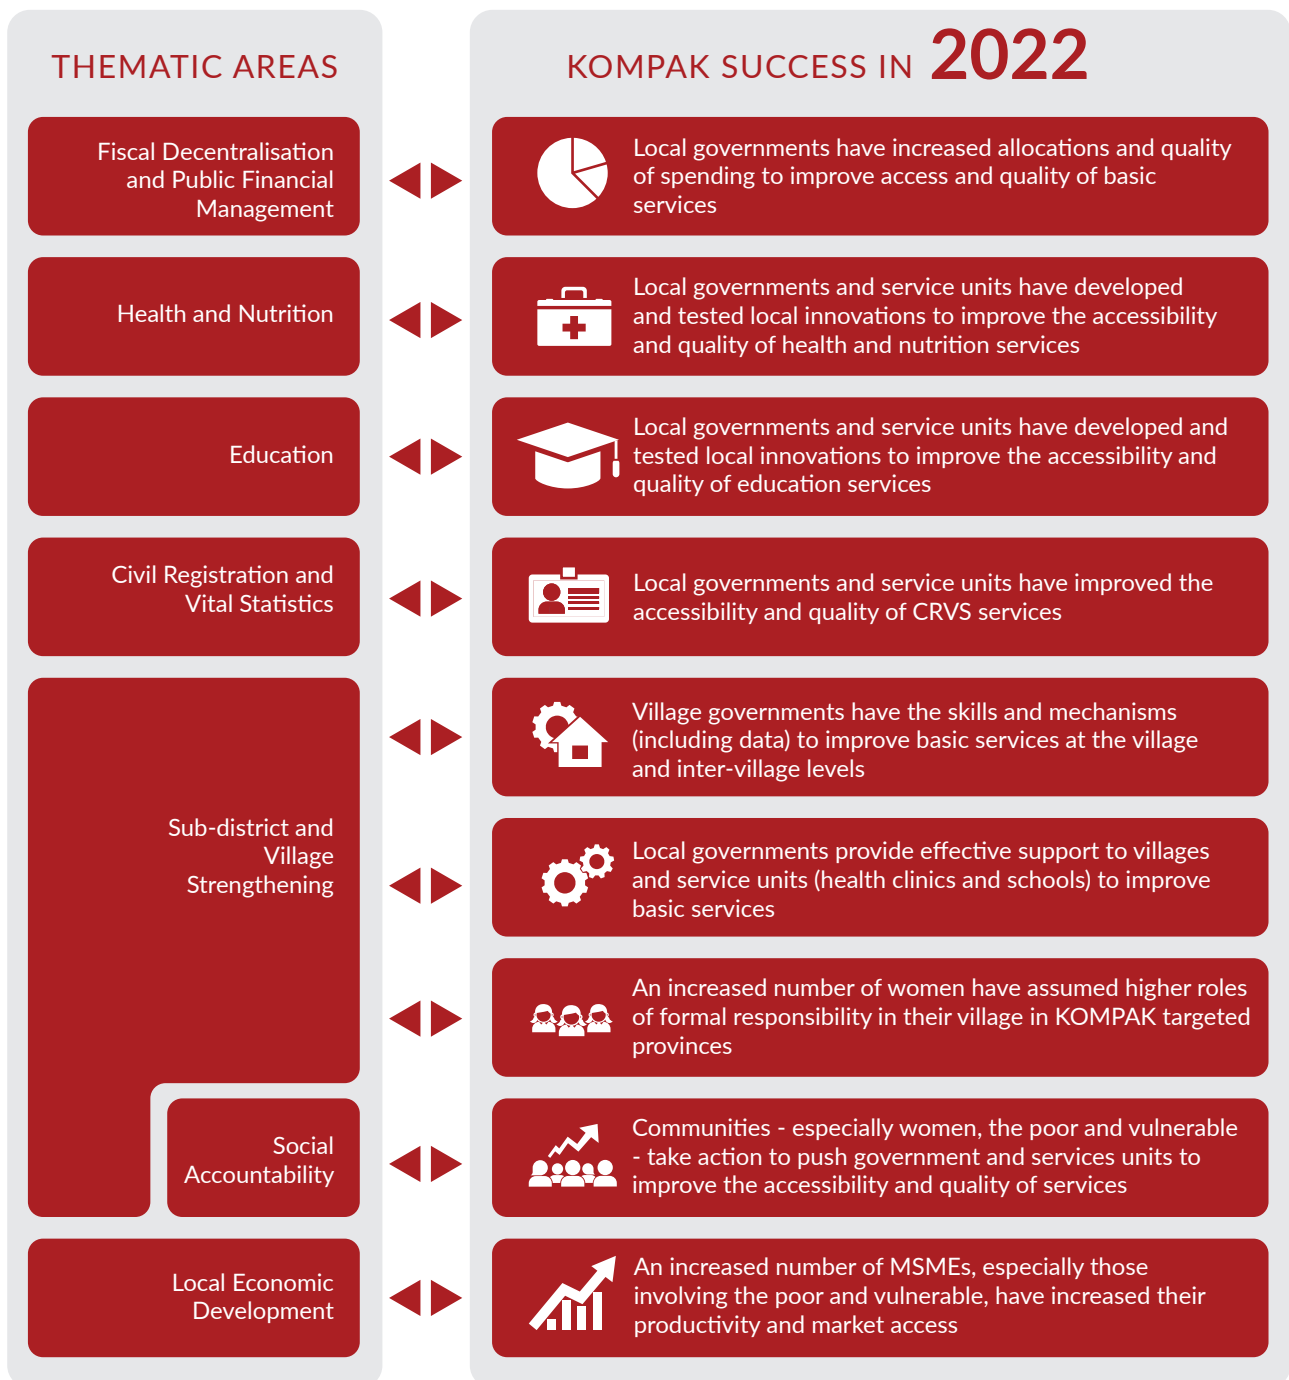 THEMATIC AREAS
KOMPAK SUCCESS IN 2022
Fiscal Decentralisation
and Public Financial
Management
Local governments have increased allocations and quality
of spending to improve access and quality of basic
services
Health and Nutrition
Local governments and service units have developed
and tested local innovations to improve the accessibility
and quality of health and nutrition services
Education
Local governments and service units have developed and
tested local innovations to improve the accessibility and
quality of education services
Civil Registration and
Vital Statistics
Local governments and service units have improved the
accessibility and quality of CRVS services
Sub-district and
Village
Strengthening
Village governments have the skills and mechanisms
(including data) to improve basic services at the village
and inter-village levels
Local governments provide effective support to villages
and service units (health clinics and schools) to improve
basic services
An increased number of women have assumed higher roles
of formal responsibility in their village in KOMPAK targeted
provinces
Social
Accountability
Communities - especially women, the poor and vulnerable
- take action to push government and services units to
improve the accessibility and quality of services
Local Economic
Development
An increased number of MSMEs, especially those
involving the poor and vulnerable, have increased their
productivity and market access